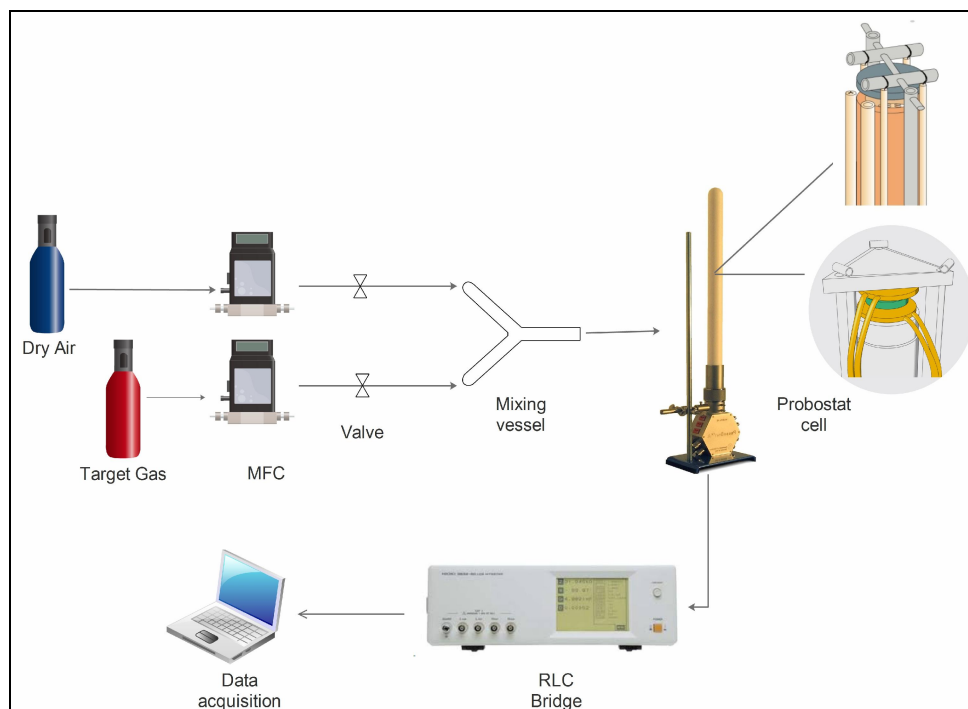 Dry Air
Target Gas
MFC
Valve
Mixing
vessel
Probostat
cell
RLC
Bridge
Data
acquisition